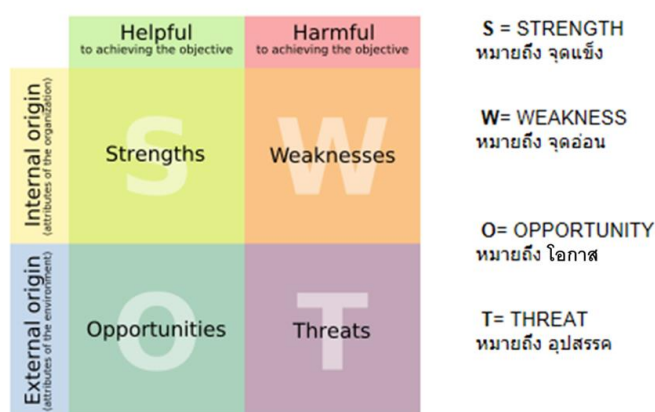 Helpful
to achieving the objective
Harmful
to achieving the objective
Internal origin
(attributes of the organization)
S
Strengths
W
Weaknesses
External origin
(attributes of the environment)
O
Opportunities
T
Threats
S = STRENGTH
หมายถึง จุดแข็ง
W= WEAKNESS
หมายถึง จุดอ่อน
O= OPPORTUNITY
หมายถึง โอกาส
T= THREAT
หมายถึง อุปสรรค